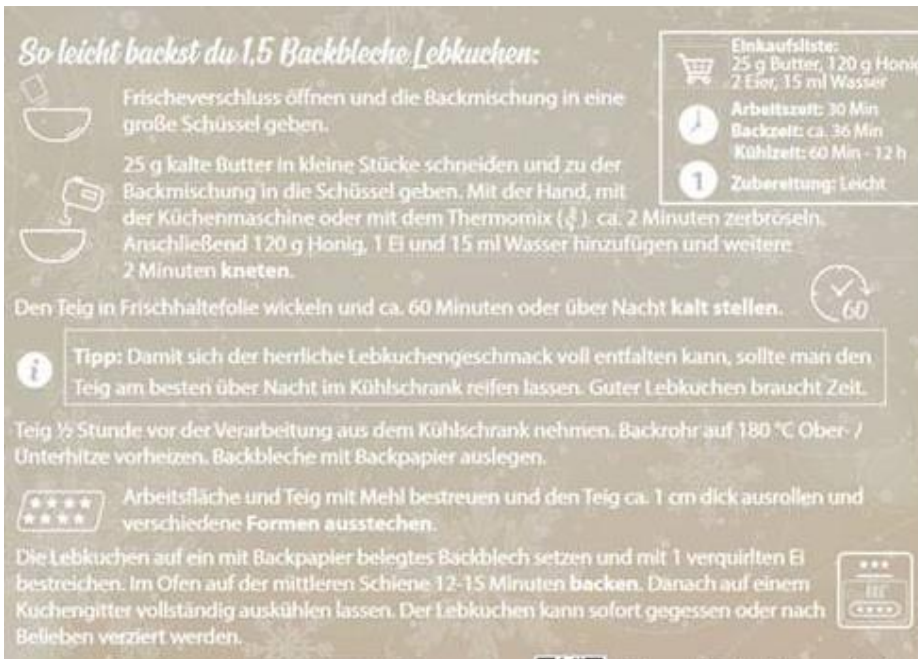 So leicht backst du 1,5 Backbleche Lebkuchen:
Einkaufsliste:
25 g Butter, 120 g Honig
2 Eier, 15 ml Wasser
Arbeitszeit: 30 Min
Backzeit: ca. 36 Min
Kühlzeit: 60 Min - 12 h
1 Zubereitung: Leicht
Frischeverschluss öffnen und die Backmischung in eine
große Schüssel geben.
25 g kalte Butter in kleine Stücke schneiden und zu der
Backmischung in die Schüssel geben. Mit der Hand, mit
der Küchenmaschine oder mit dem Thermomix ( ) ca. 2 Minuten zerbröseln.
Anschließend 120 g Honig, 1 Ei und 15 ml Wasser hinzufügen und weitere
2 Minuten kneten.
Den Teig in Frischhaltefolie wickeln und ca. 60 Minuten oder über Nacht kalt stellen.
60
i
Tipp: Damit sich der herrliche Lebkuchengeschmack voll entfalten kann, sollte man den
Teig am besten über Nacht im Kühlschrank reifen lassen. Guter Lebkuchen braucht Zeit.
Teig ½ Stunde vor der Verarbeitung aus dem Kühlschrank nehmen. Backrohr auf 180 °C Ober- /
Unterhitze vorheizen. Backbleche mit Backpapier auslegen.
Arbeitsfläche und Teig mit Mehl bestreuen und den Teig ca. 1 cm dick ausrollen und
verschiedene Formen ausstechen.
Die Lebkuchen auf ein mit Backpapier belegtes Backblech setzen und mit 1 verquirlten Ei
bestreichen. Im Ofen auf der mittleren Schiene 12-15 Minuten backen. Danach auf einem
Kuchengitter vollständig auskühlen lassen. Der Lebkuchen kann sofort gegessen oder nach
Belieben verziert werden.